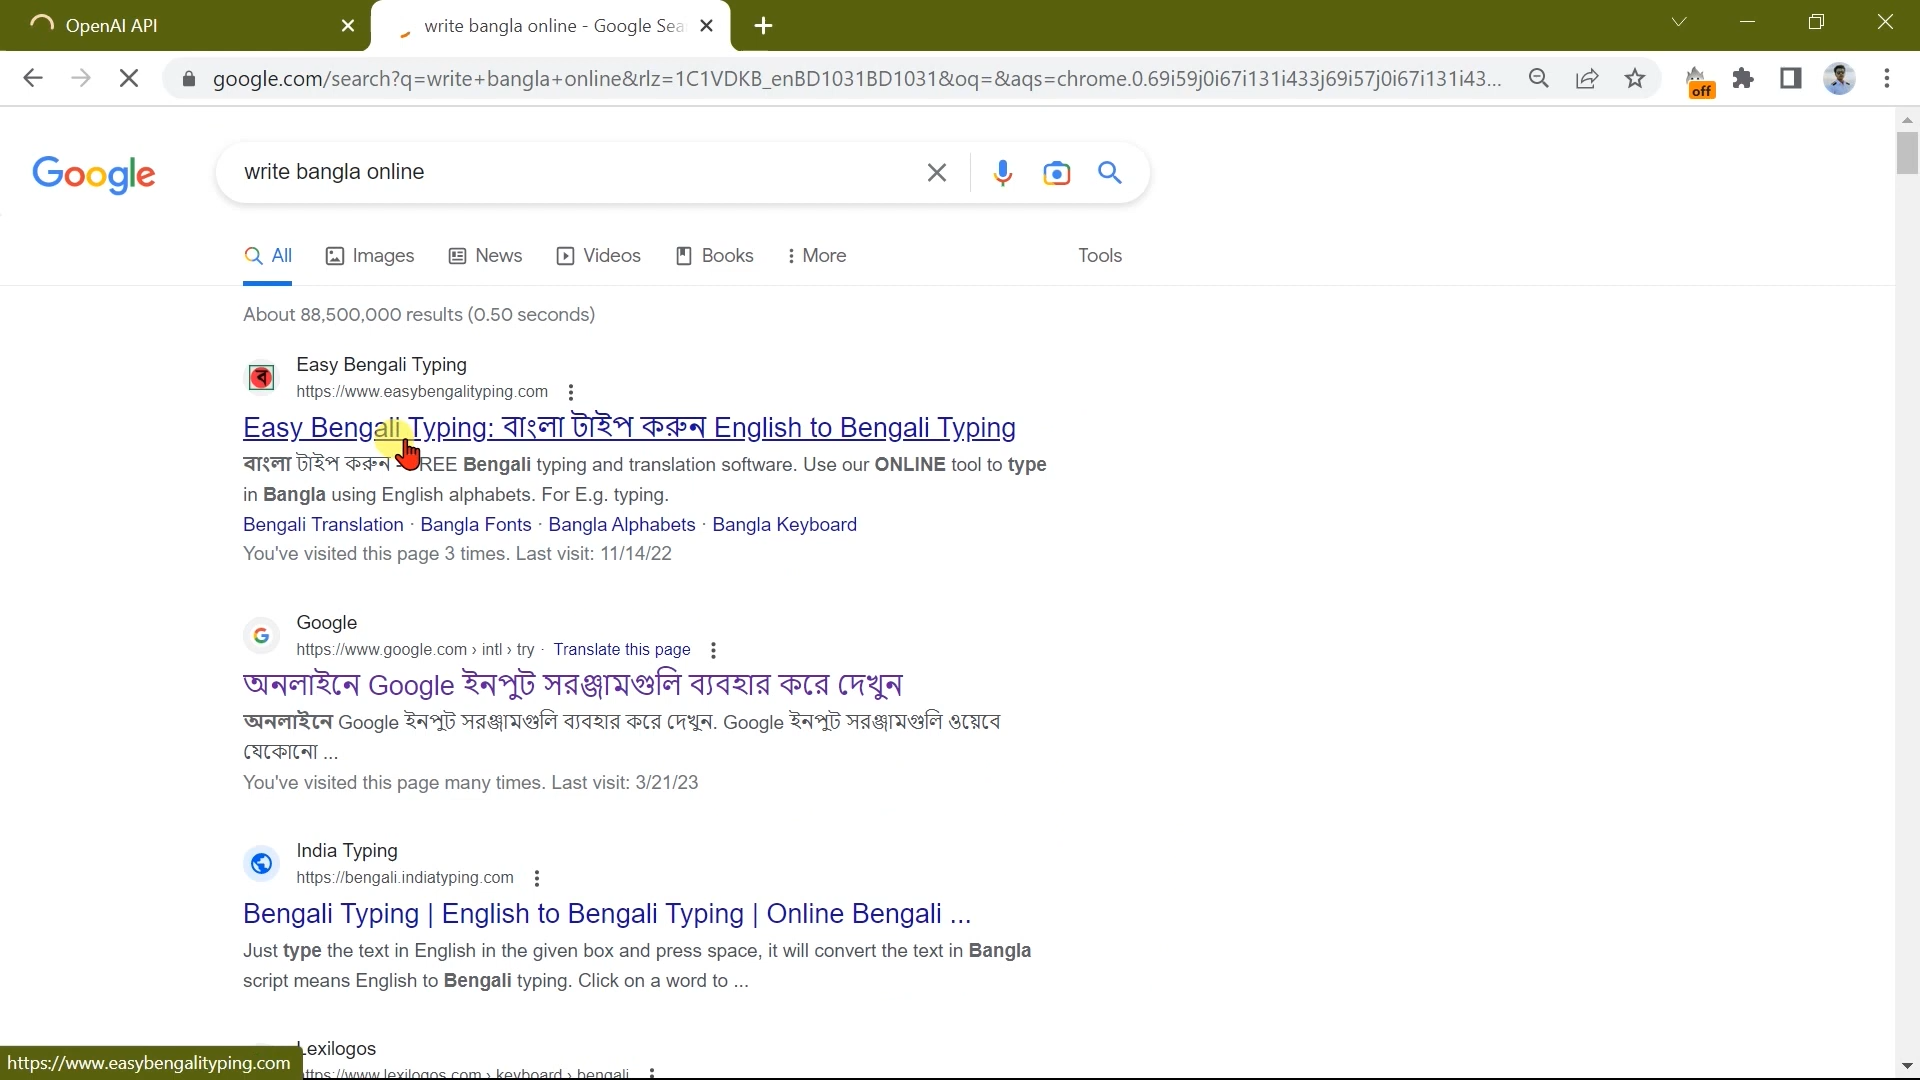 OpenAI API
write bangla online - Google Sea
google.com/search?q=write+bangla+online&rlz=1C1VDKB_enBD1031BD1031&oq=&aqs=chrome.0.69i59j0i67i131i433j69i57j0i67i131i43...
off
Google
write bangla online
All Images News Videos Books More Tools
About 88,500,000 results (0.50 seconds)
ব
Easy Bengali Typing
https://www.easybengalityping.com
Easy Bengali Typing: বাংলা টাইপ করুন English to Bengali Typing
বাংলা টাইপ করুন - FREE Bengali typing and translation software. Use our ONLINE tool to type
in Bangla using English alphabets. For E.g. typing.
Bengali Translation · Bangla Fonts · Bangla Alphabets · Bangla Keyboard
You've visited this page 3 times. Last visit: 11/14/22
G
Google
https://www.google.com › intl › try · Translate this page
অনলাইনে Google ইনপুট সরঞ্জামগুলি ব্যবহার করে দেখুন
অনলাইনে Google ইনপুট সরঞ্জামগুলি ব্যবহার করে দেখুন. Google ইনপুট সরঞ্জামগুলি ওয়েবে
যেকোনো ...
You've visited this page many times. Last visit: 3/21/23
India Typing
https://bengali.indiatyping.com
Bengali Typing | English to Bengali Typing | Online Bengali ...
Just type the text in English in the given box and press space, it will convert the text in Bangla
script means English to Bengali typing. Click on a word to ...
Lexilogos
https://www.lexilogos.com › keyboard › bengali
https://www.easybengalityping.com